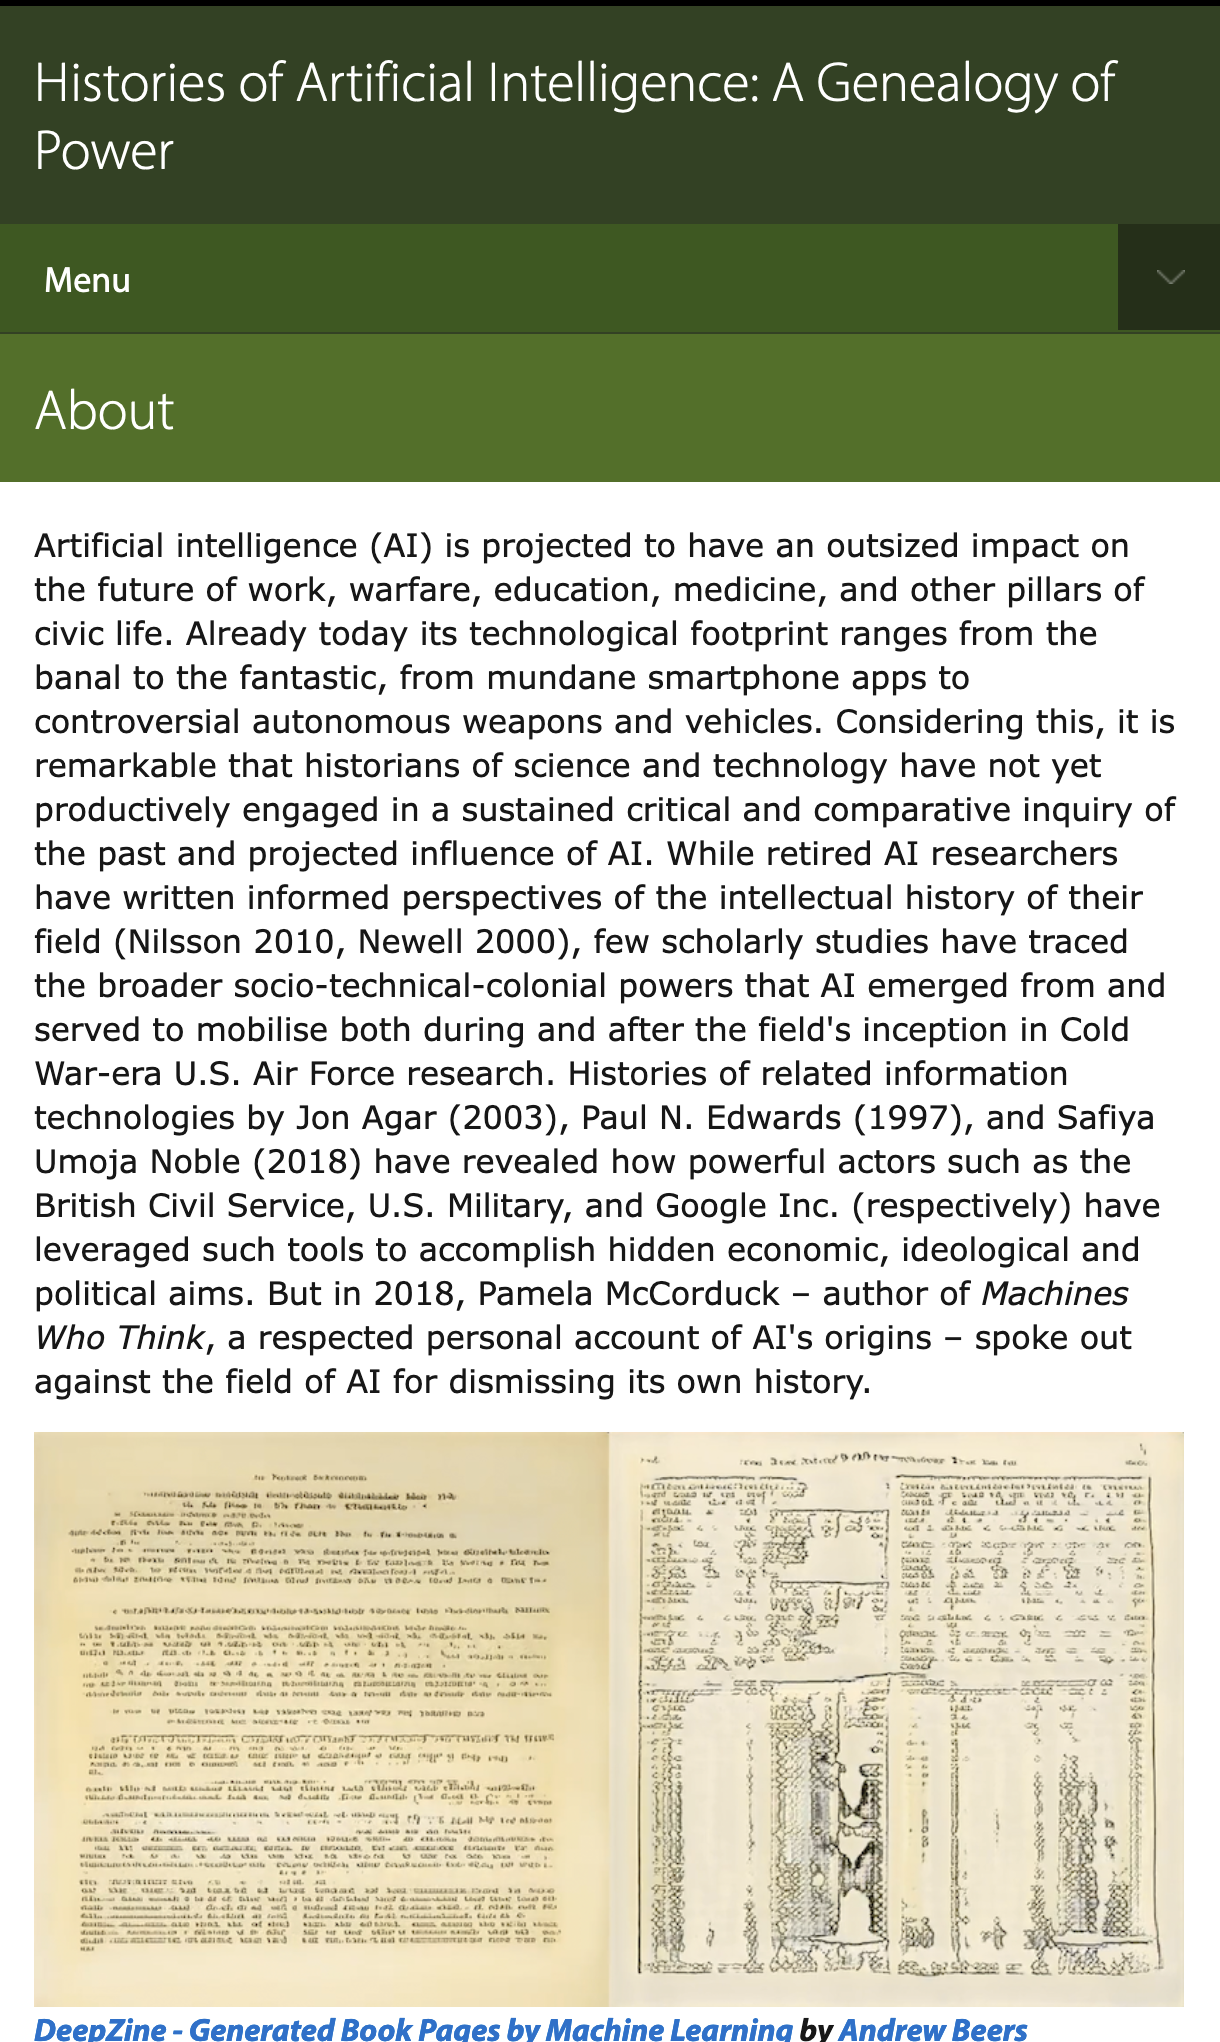 Histories of Artificial Intelligence: A Genealogy of
Power
Menu
About
Artificial intelligence (AI) is projected to have an outsized impact on
the future of work, warfare, education, medicine, and other pillars of
civic life. Already today its technological footprint ranges from the
banal to the fantastic, from mundane smartphone apps to
controversial autonomous weapons and vehicles. Considering this, it is
remarkable that historians of science and technology have not yet
productively engaged in a sustained critical and comparative inquiry of
the past and projected influence of AI. While retired AI researchers
have written informed perspectives of the intellectual history of their
field (Nilsson 2010, Newell 2000), few scholarly studies have traced
the broader socio-technical-colonial powers that AI emerged from and
served to mobilise both during and after the field's inception in Cold
War-era U.S. Air Force research. Histories of related information
technologies by Jon Agar (2003), Paul N. Edwards (1997), and Safiya
Umoja Noble (2018) have revealed how powerful actors such as the
British Civil Service, U.S. Military, and Google Inc. (respectively) have
leveraged such tools to accomplish hidden economic, ideological and
political aims. But in 2018, Pamela McCorduck – author of Machines
Who Think, a respected personal account of AI's origins – spoke out
against the field of AI for dismissing its own history.
DeepZine - Generated Book Pages by Machine Learning by Andrew Beers